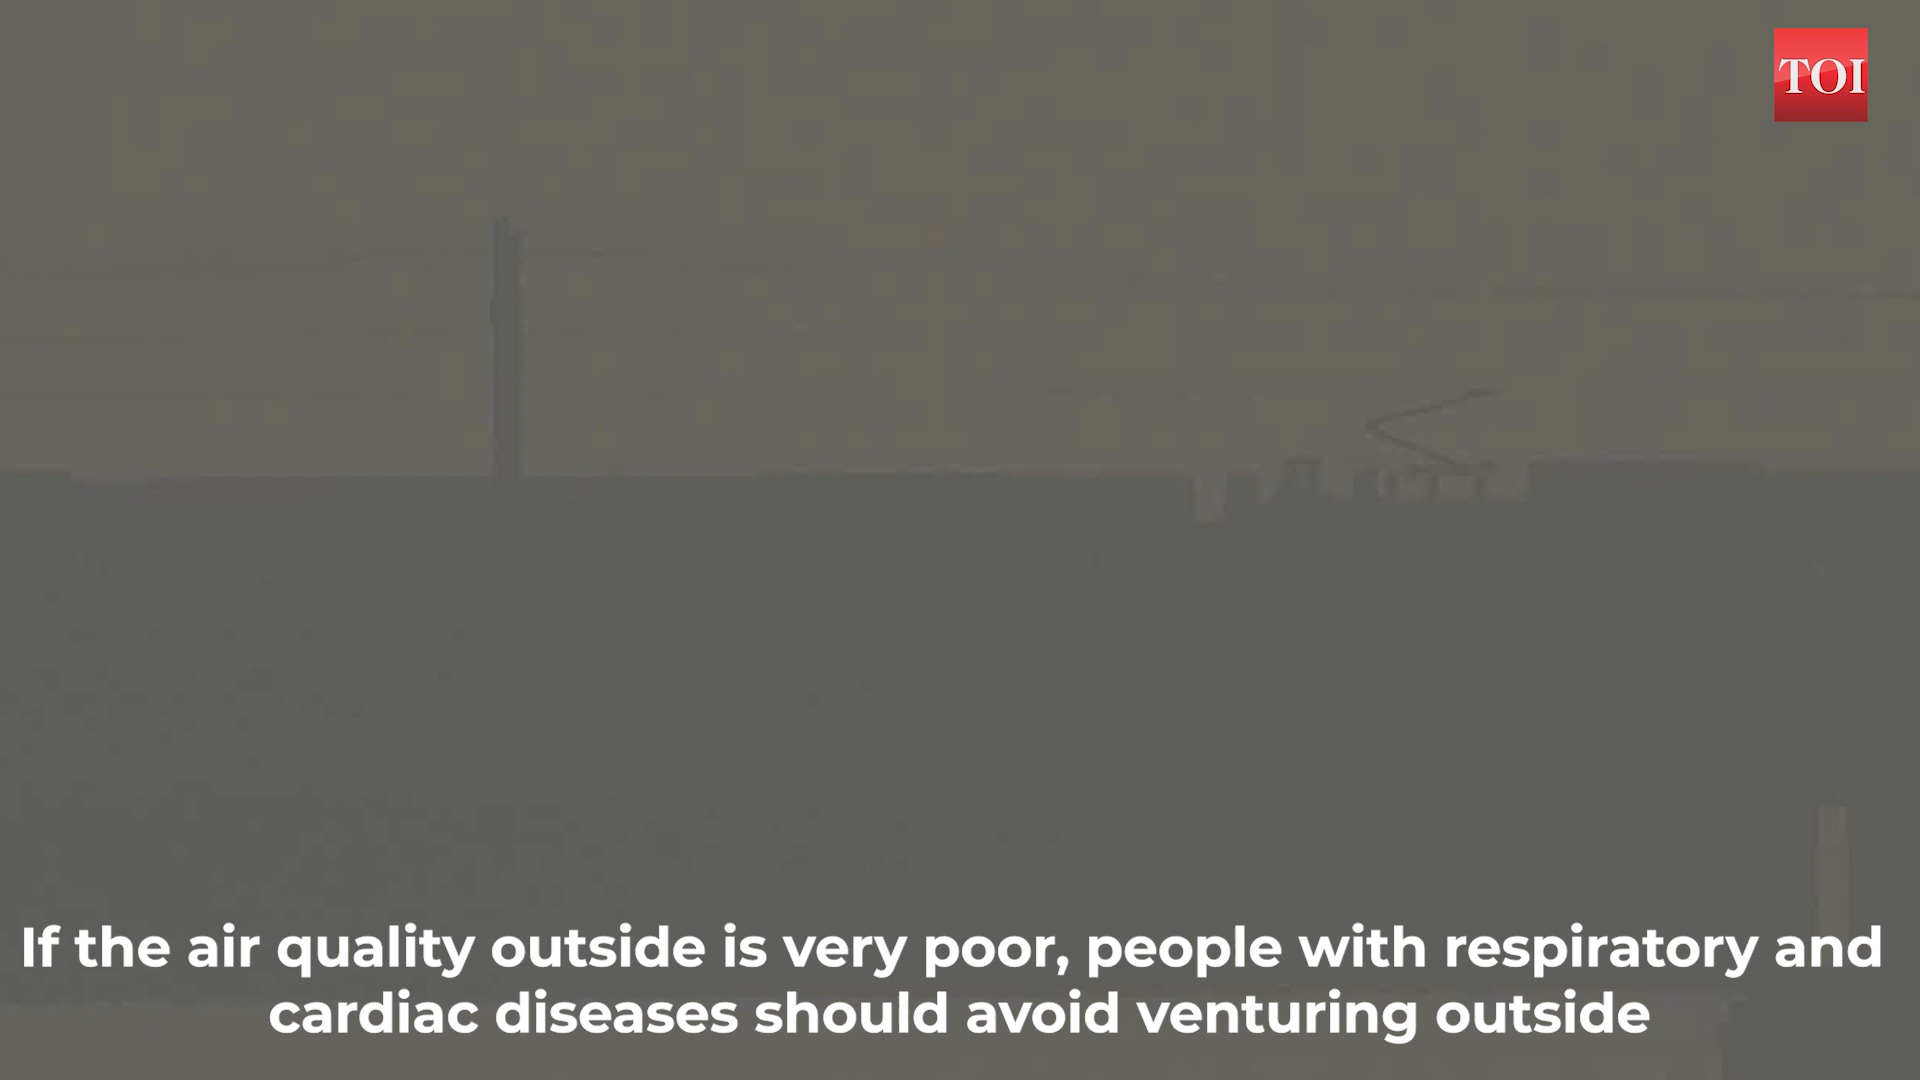 TOI
If the air quality outside is very poor, people with respiratory and
cardiac diseases should avoid venturing outside